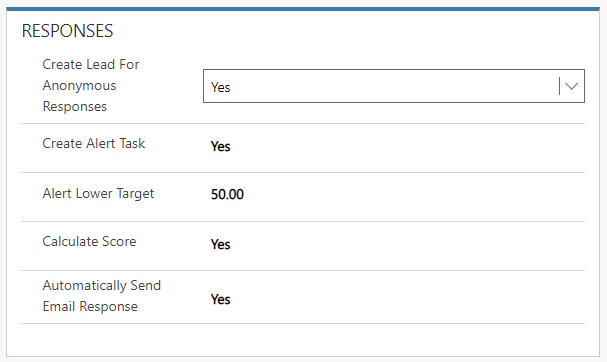 RESPONSES
Create Lead For
Anonymous
Responses
Yes
Create Alert Task
Yes
Alert Lower Target
50.00
Calculate Score
Yes
Automatically Send
Email Response
Yes